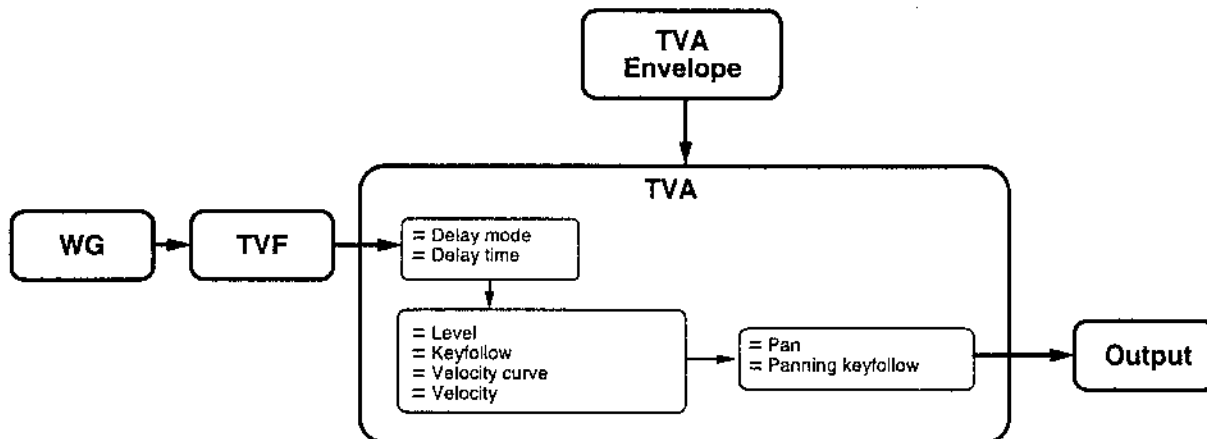 TVA
Envelope
TVA
WG
TVF
= Delay mode
= Delay time
= Level
= Keyfollow
= Velocity curve
= Velocity
= Pan
= Panning keyfollow
Output